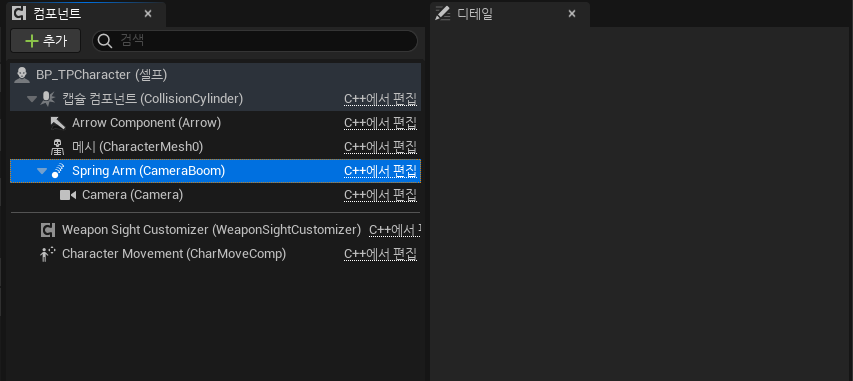 컴포넌트
디테일
추가
검색
BP_TPCharacter (셀프)
캡슐 컴포넌트 (CollisionCylinder) C++에서 편집
Arrow Component (Arrow) C++에서 편집
메시 (CharacterMesh0) C++에서 편집
Spring Arm (CameraBoom) C++에서 편집
Camera (Camera) C++에서 편집
Weapon Sight Customizer (WeaponSightCustomizer) C++에서
Character Movement (CharMoveComp) C++에서 편집